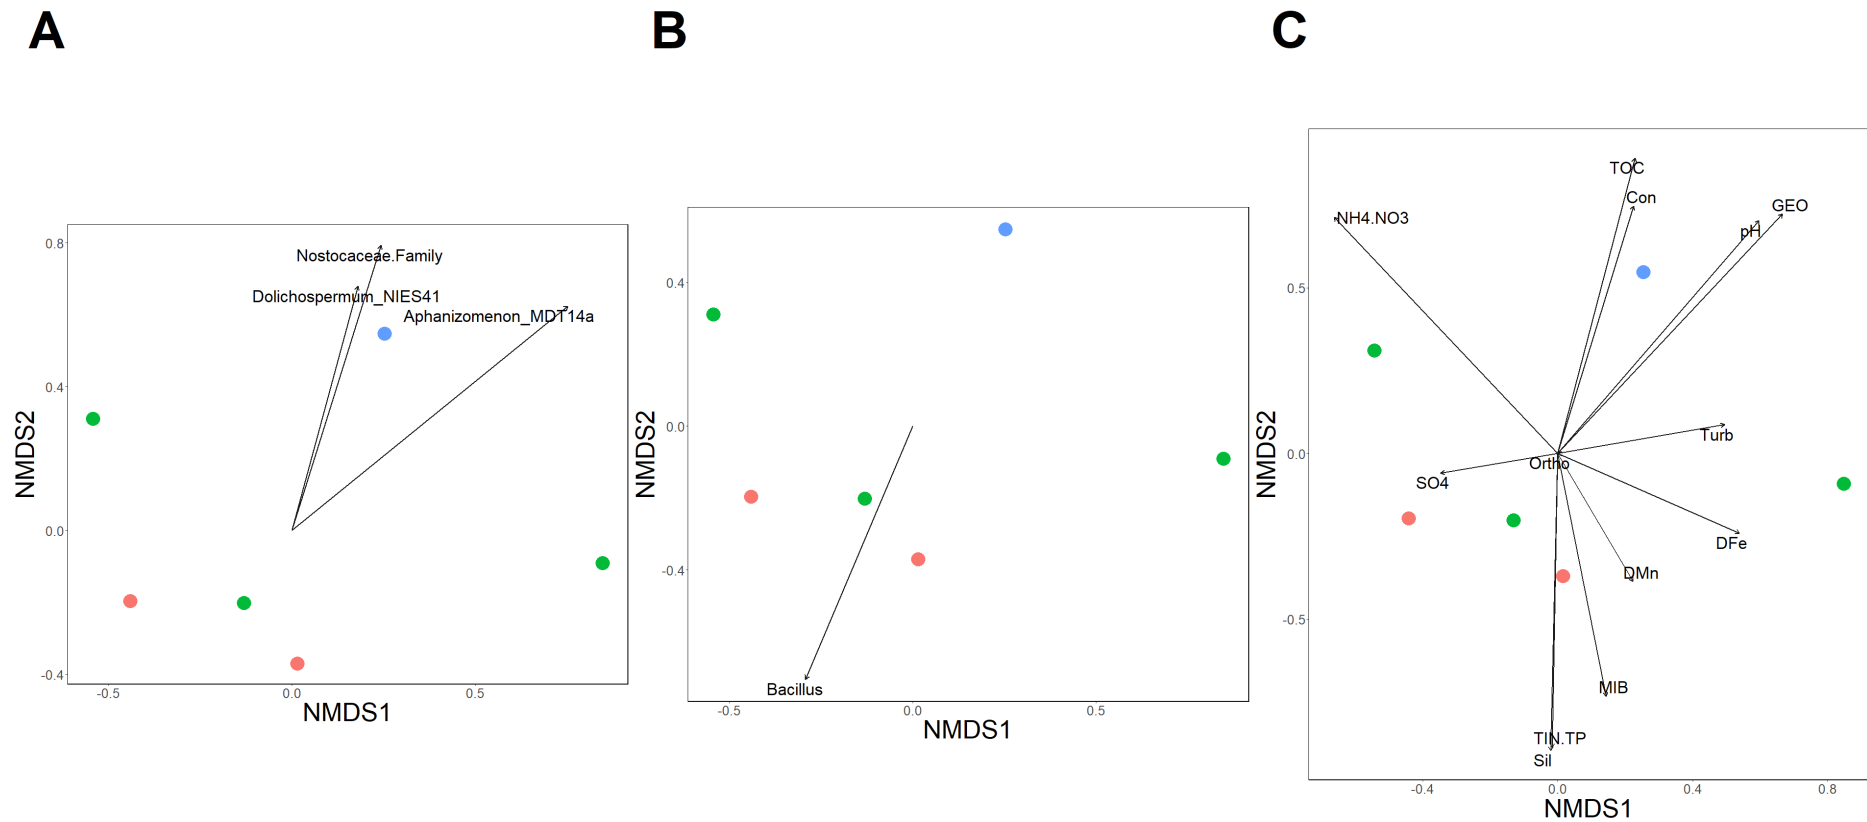 A
B
C
0.8
0.4
0.0
-0.4
-0.5
0.0
0.5
NMDS1
NMDS2
Nostocaceae.Family
Dolichospermum_NIES41
Aphanizomenon_MDT14a
0.4
0.0
-0.4
-0.5
0.0
0.5
NMDS1
NMDS2
Bacillus
0.5
0.0
-0.5
-0.4
0.0
0.4
0.8
NMDS1
NMDS2
TOC
Con
GEO
NH4.NO3
pH
Turb
Ortho
SO4
DFe
DMn
MIB
TIN.TP
Sil